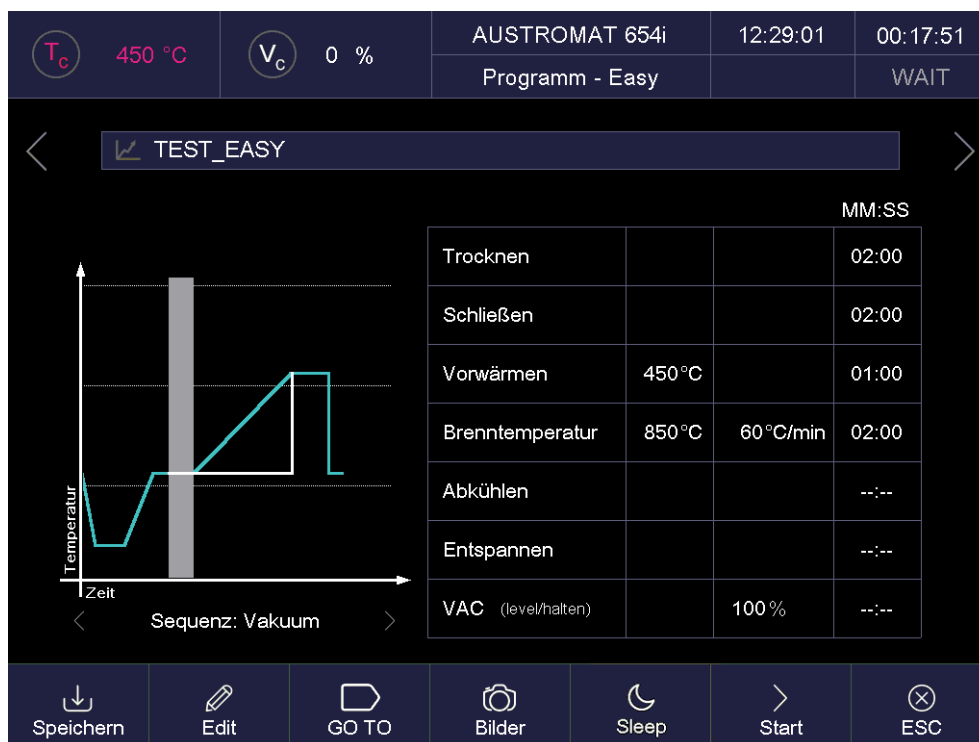 Tc 450 °C Vc 0 % AUSTROMAT 654i 12:29:01 00:17:51
Programm - Easy WAIT
TEST_EASY
MM:SS
Trocknen 02:00
Schließen 02:00
Vorwärmen 450°C 01:00
Brenntemperatur 850°C 60°C/min 02:00
Abkühlen --:--
Entspannen --:--
VAC (level/halten) 100% --:--
Temperatur
Zeit
Sequenz: Vakuum
Speichern Edit GO TO Bilder Sleep Start ESC